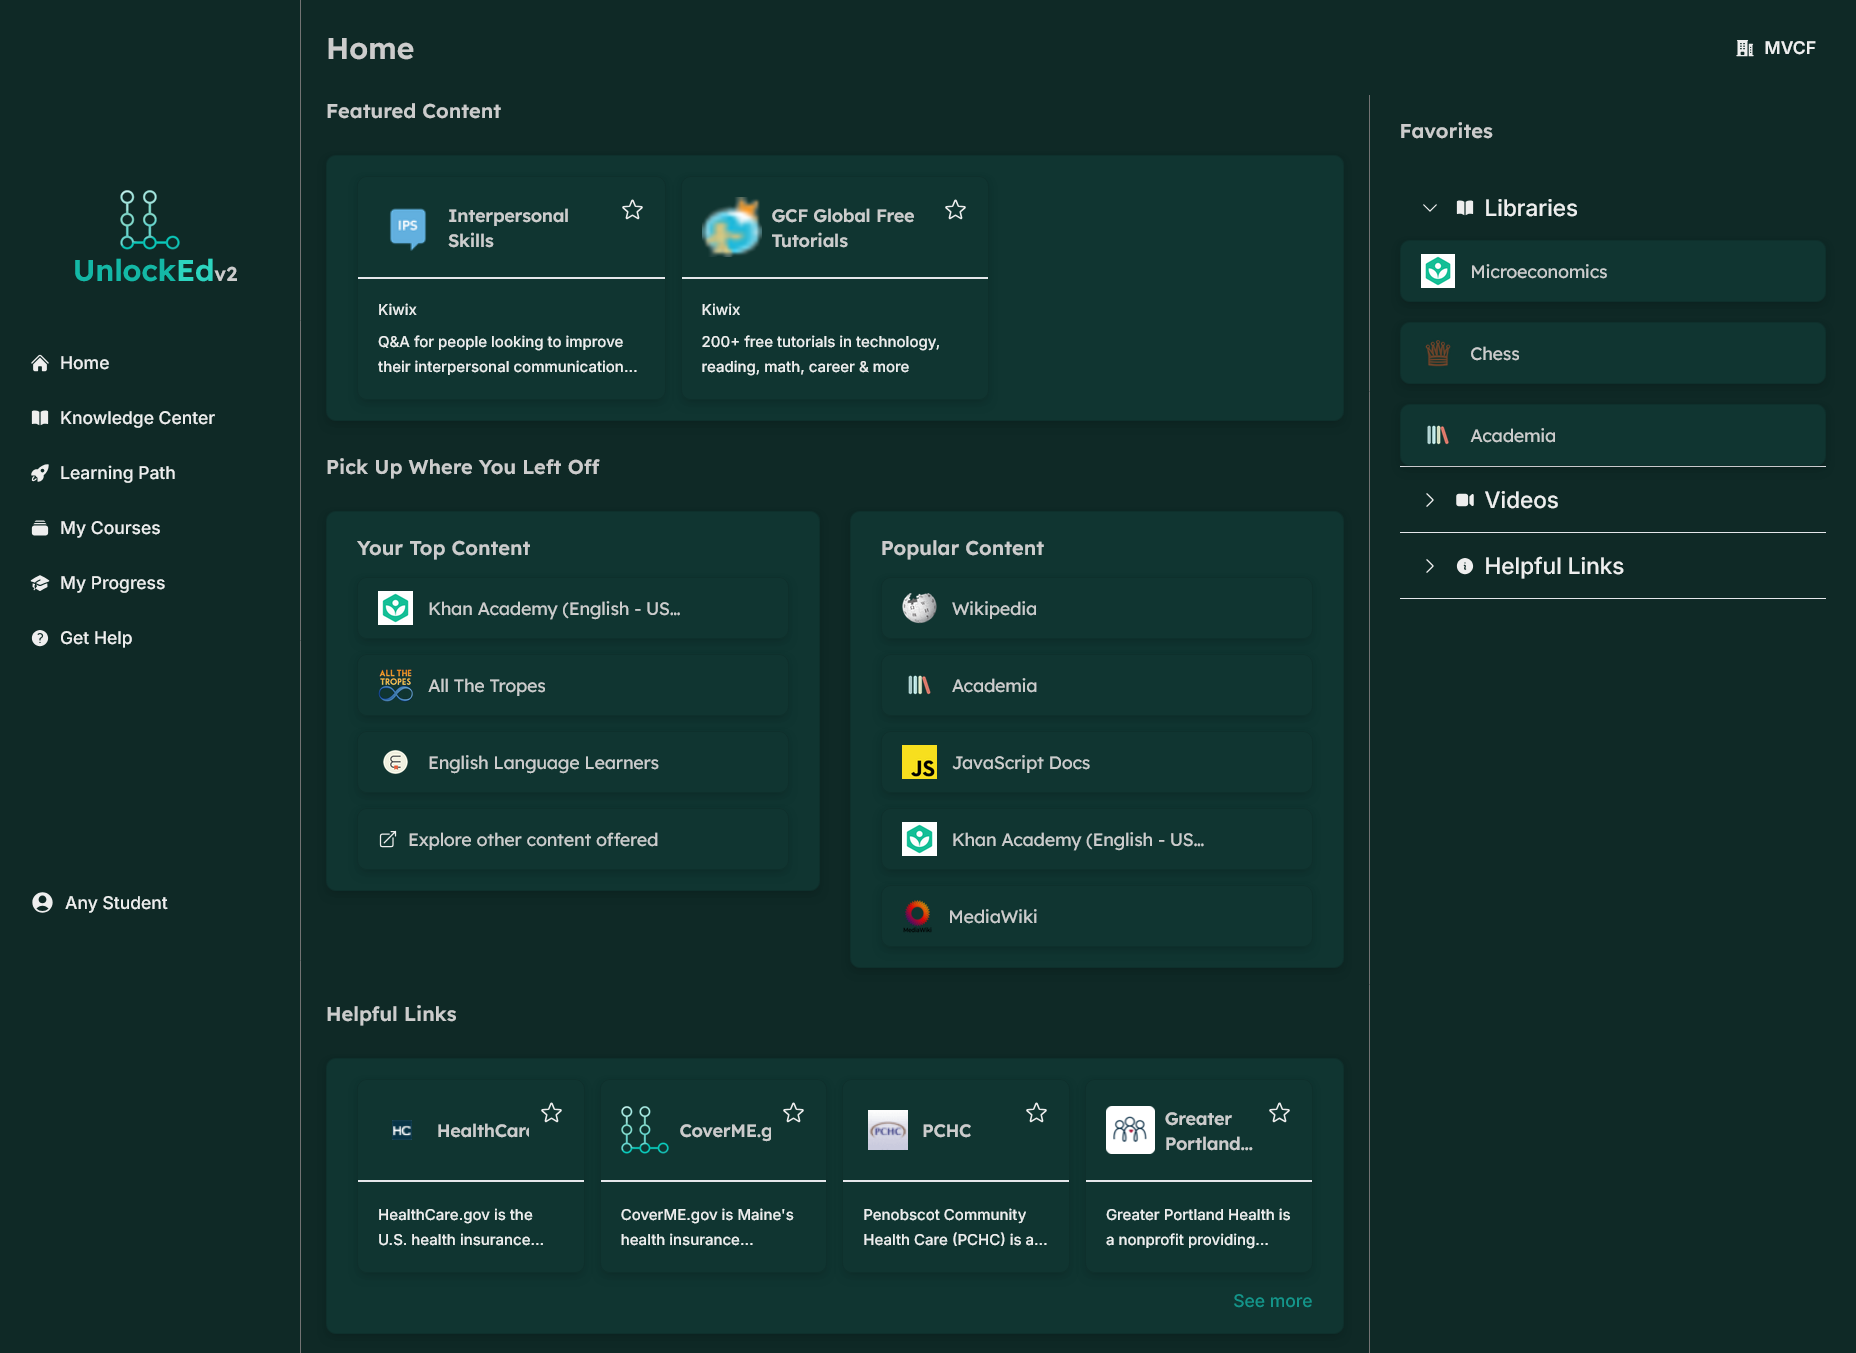 UnlockEdv2
Home
Knowledge Center
Learning Path
My Courses
My Progress
Get Help
Any Student
Home
MVCF
Featured Content
IPS
Interpersonal
Skills
Kiwix
Q&A for people looking to improve
their interpersonal communication...
GCF Global Free
Tutorials
Kiwix
200+ free tutorials in technology,
reading, math, career & more
Pick Up Where You Left Off
Your Top Content
Khan Academy (English - US...
ALL THE
TROPES
All The Tropes
English Language Learners
Explore other content offered
Popular Content
Wikipedia
Academia
JS
JavaScript Docs
Khan Academy (English - US...
MediaWiki
MediaWiki
Helpful Links
HC
HealthCare
HealthCare.gov is the
U.S. health insurance...
CoverME.g
CoverME.gov is Maine's
health insurance...
PCHC
PCHC
Penobscot Community
Health Care (PCHC) is a...
Greater
Portland...
Greater Portland Health is
a nonprofit providing...
See more
Favorites
Libraries
Microeconomics
Chess
Academia
Videos
Helpful Links